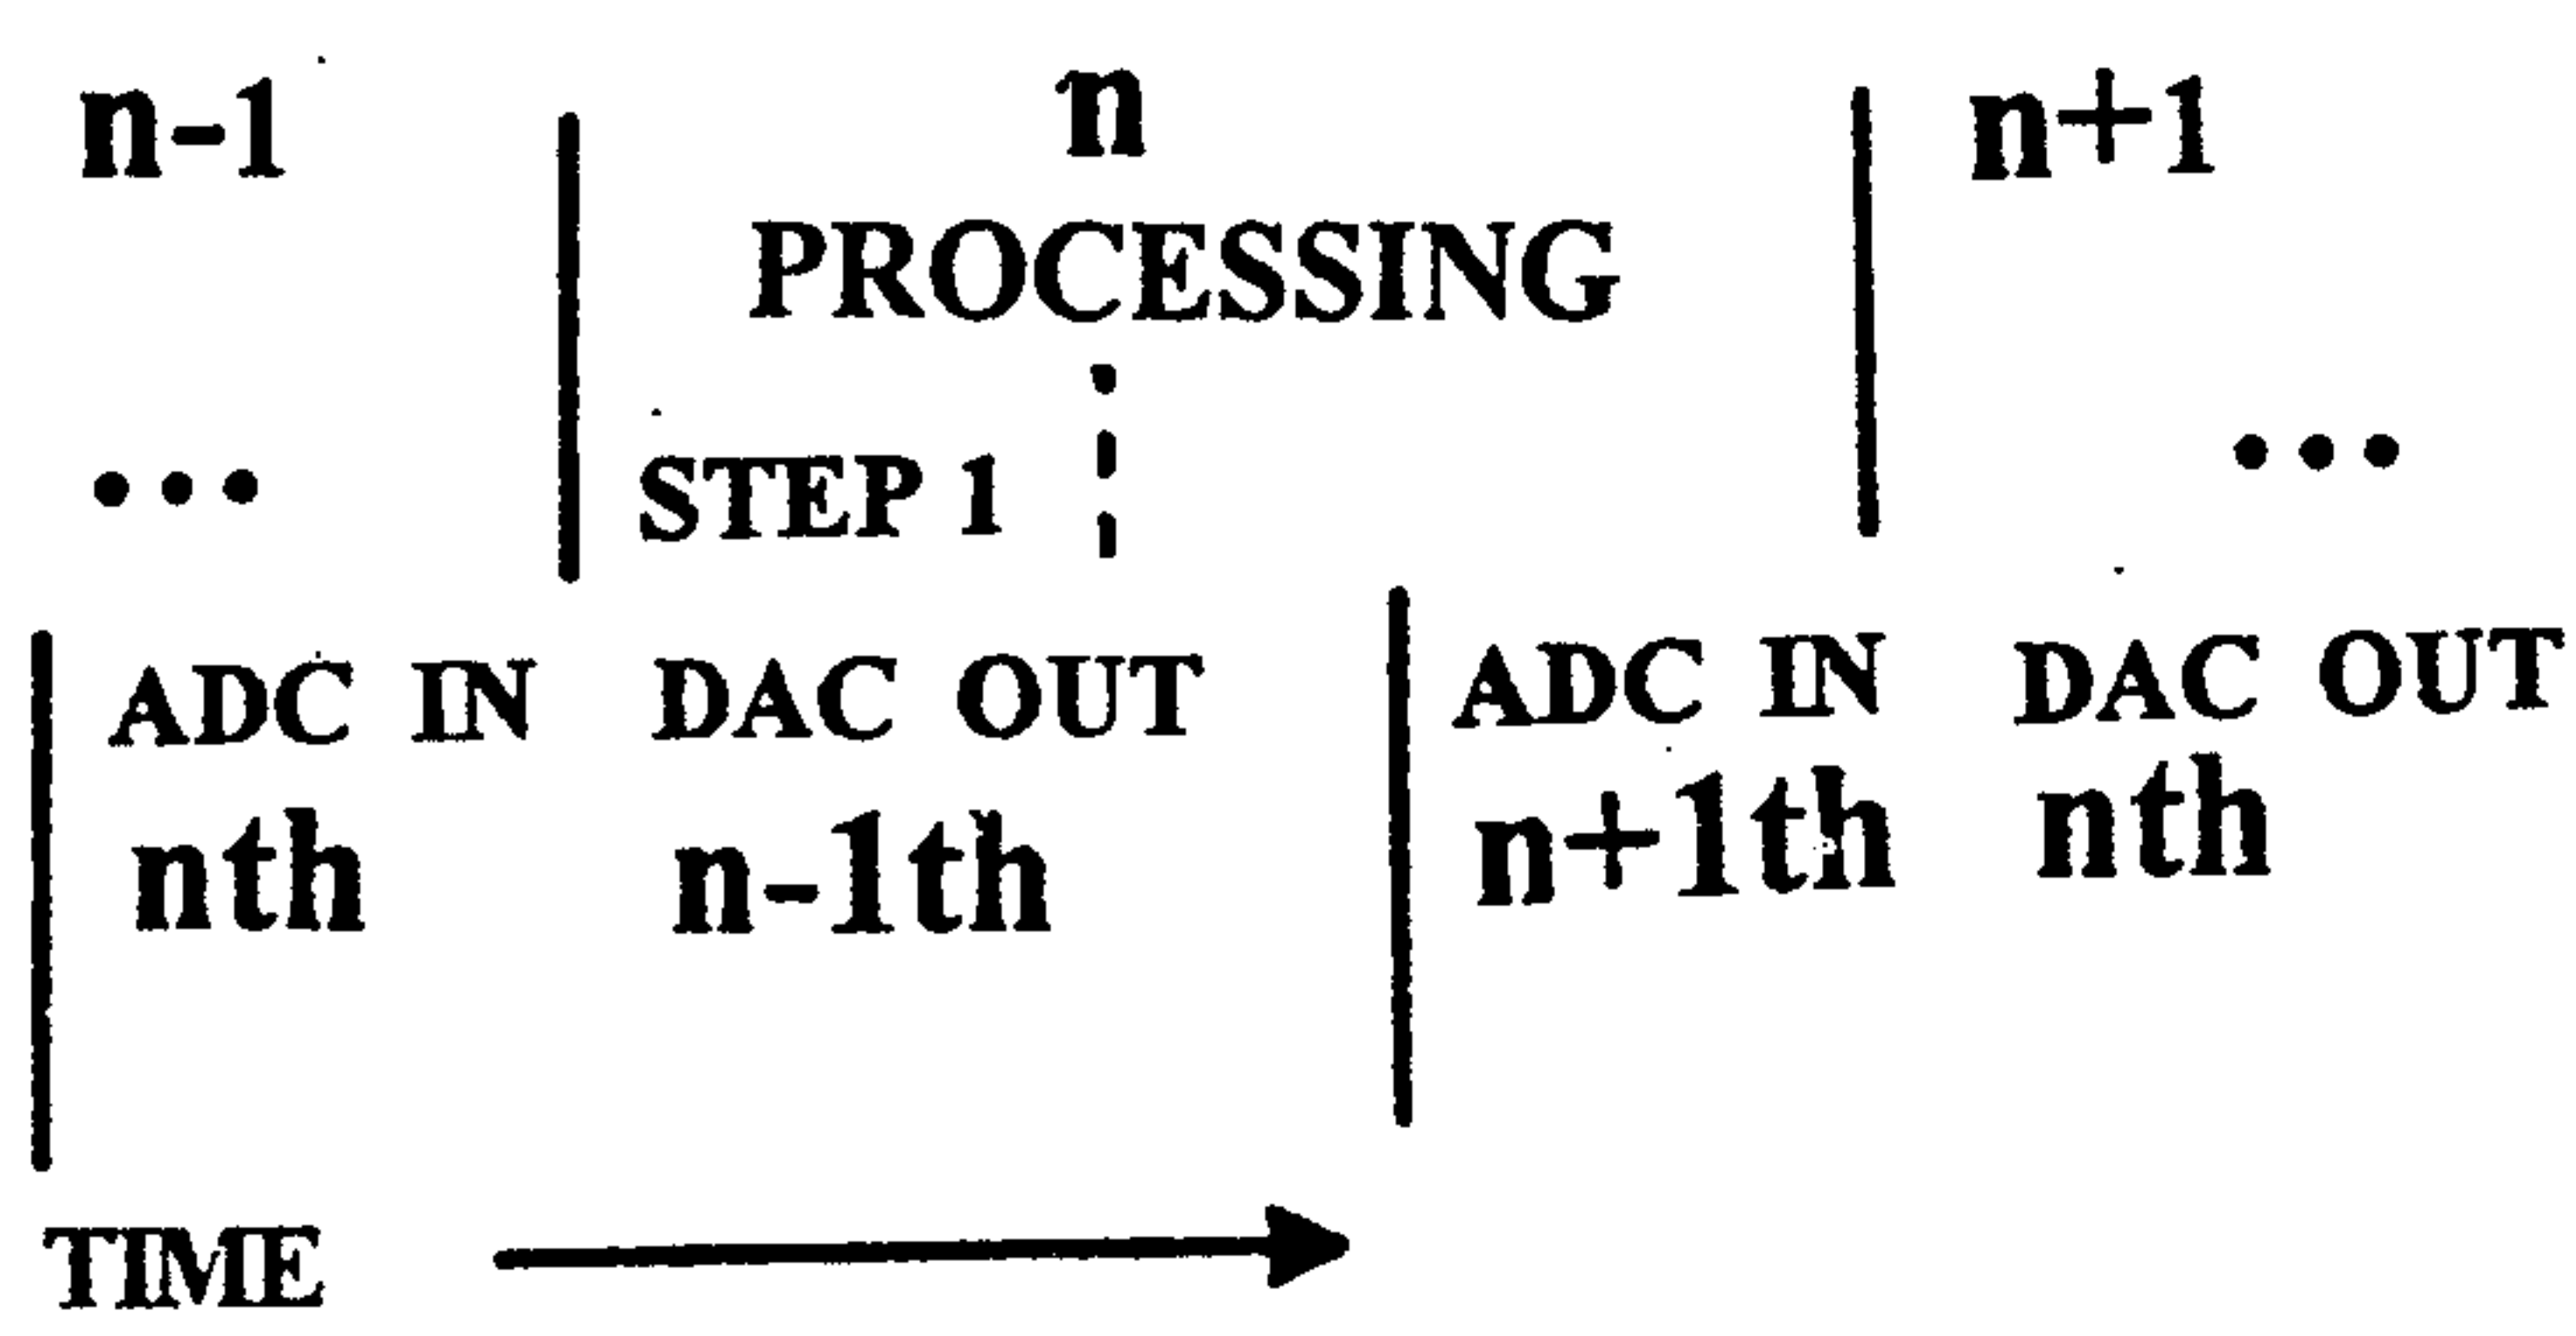 n-1 n n+1
PROCESSING
... STEP 1 ...
ADC IN DAC OUT ADC IN DAC OUT
nth n-1th n+1th nth
TIME